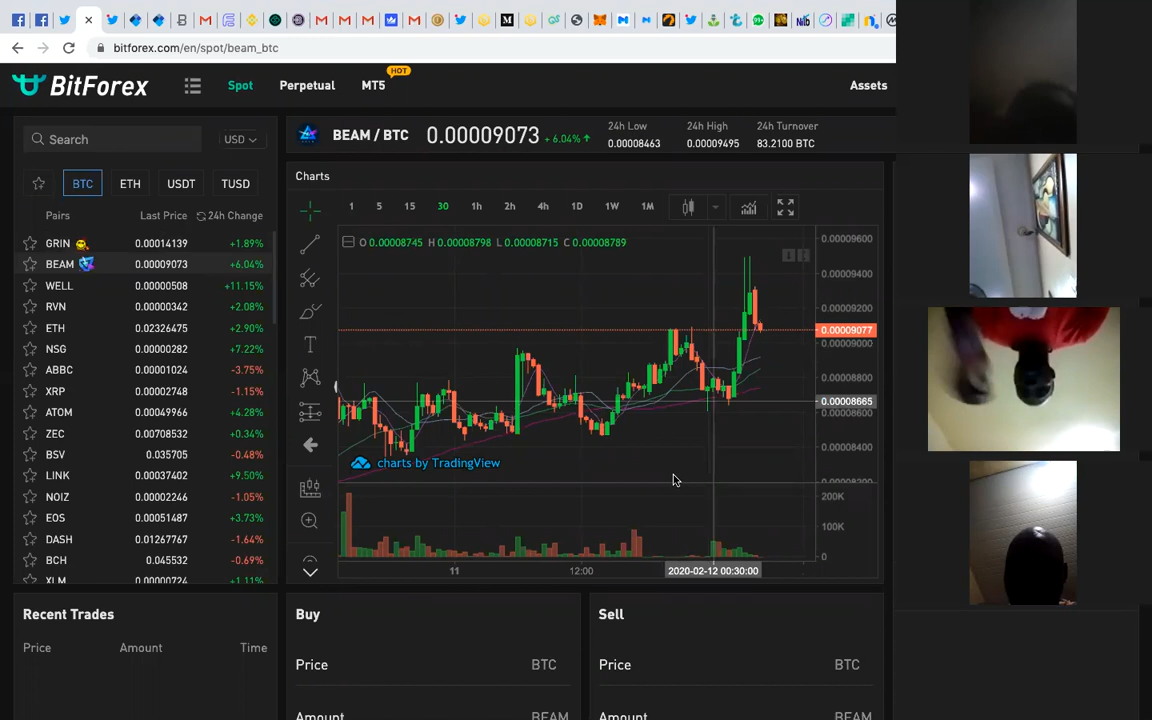 bitforex.com/en/spot/beam_btc
BitForex
Spot
Perpetual
MT5
HOT
Assets
Search
USD
BTC
ETH
USDT
TUSD
Pairs Last Price 24h Change
GRIN 0.00014139 +1.89%
BEAM 0.00009073 +6.04%
WELL 0.00000508 +11.15%
RVN 0.00000342 +2.08%
ETH 0.02326475 +2.90%
NSG 0.00000282 +7.22%
ABBC 0.00001024 -3.75%
XRP 0.00002748 -1.15%
ATOM 0.00049966 +4.28%
ZEC 0.00708532 +0.34%
BSV 0.035705 -0.48%
LINK 0.00037402 +9.50%
NOIZ 0.00002246 -1.05%
EOS 0.00051487 +3.73%
DASH 0.01267767 -1.64%
BCH 0.045532 -0.69%
XLM 0.00000724 +1.11%
BEAM / BTC 0.00009073 +6.04%
24h Low 24h High 24h Turnover
0.00008463 0.00009495 83.2100 BTC
Charts
1 5 15 30 1h 2h 4h 1D 1W 1M
O 0.00008745 H 0.00008798 L 0.00008715 C 0.00008789
0.00009600
0.00009400
0.00009200
0.00009077
0.00009000
0.00008800
0.00008665
0.00008600
0.00008400
charts by TradingView
200K
100K
0
11 12:00 2020-02-12 00:30:00
Recent Trades
Price Amount Time
Buy
Price BTC
Amount BEAM
Sell
Price BTC
Amount BEAM